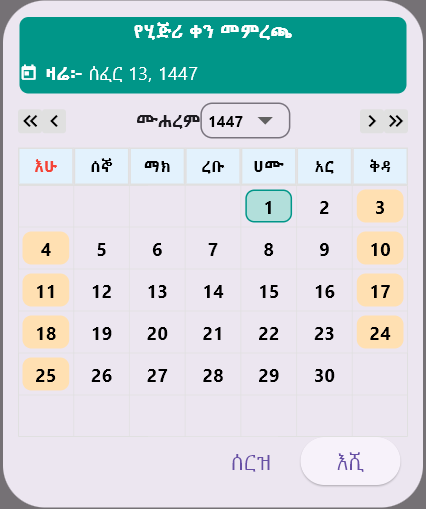 የሂጅሪ ቀን መምረጫ
ዛሬ፡- ሰፈር 13, 1447
ሙሐረም 1447
እሁ ሰኞ ማክ ረቡ ሀሙ አር ቅዳ
1 2 3
4 5 6 7 8 9 10
11 12 13 14 15 16 17
18 19 20 21 22 23 24
25 26 27 28 29 30
ሰርዝ እሺ